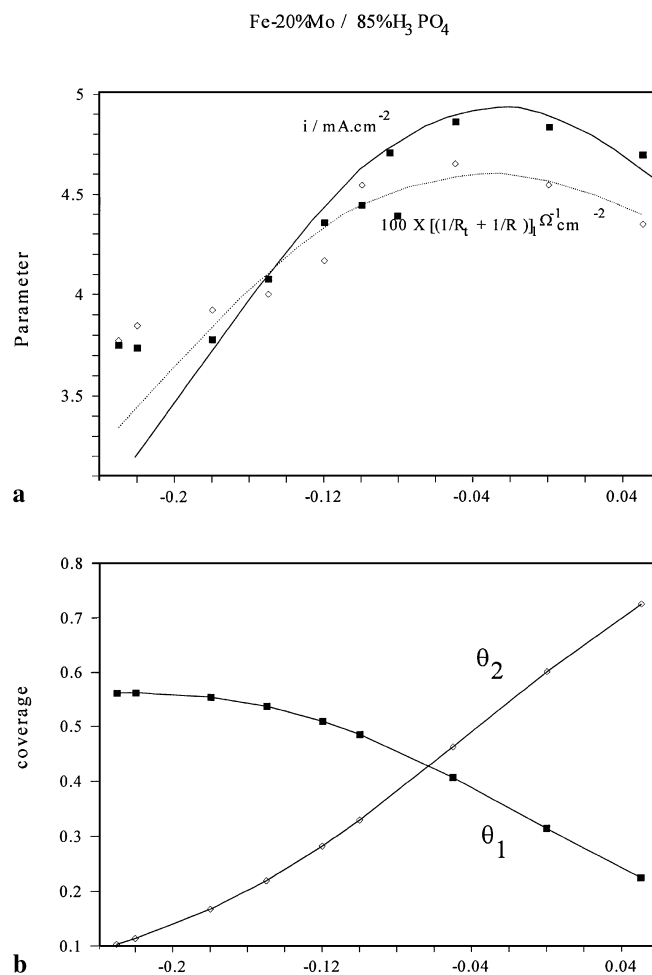 Fe-20%Mo / 85%H3 PO4
5
i / mA.cm-2
4.5
100 X [(1/Rt + 1/R )]l Ω-1cm -2
4
Parameter
3.5
a
-0.2 -0.12 -0.04 0.04
0.8
0.7
θ2
0.6
coverage
0.5
0.4
θ1
0.3
0.2
0.1
b
-0.2 -0.12 -0.04 0.04